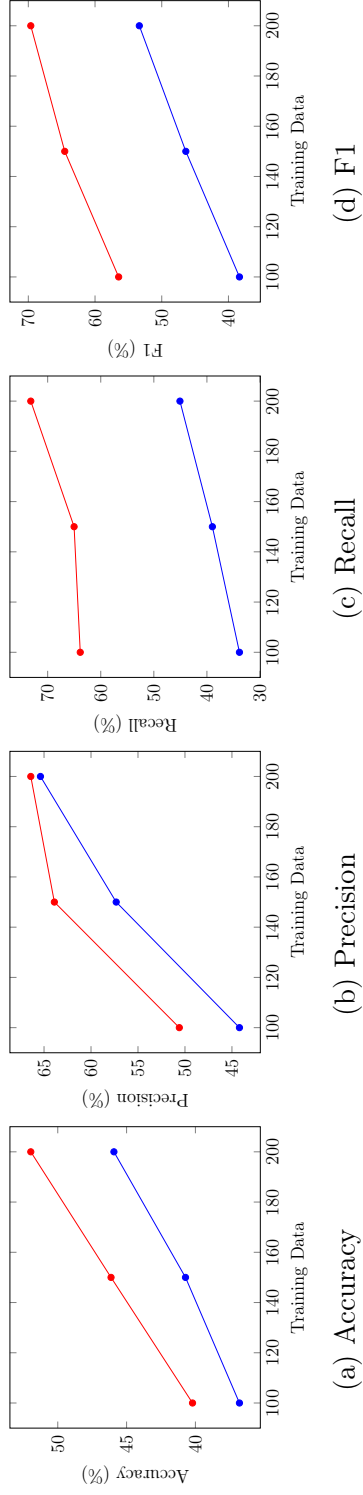 50
45
40
Accuracy (%)
100 120 140 160 180 200
Training Data
(a) Accuracy
65
60
55
50
45
Precision (%)
100 120 140 160 180 200
Training Data
(b) Precision
70
60
50
40
30
Recall (%)
100 120 140 160 180 200
Training Data
(c) Recall
70
60
50
40
F1 (%)
100 120 140 160 180 200
Training Data
(d) F1